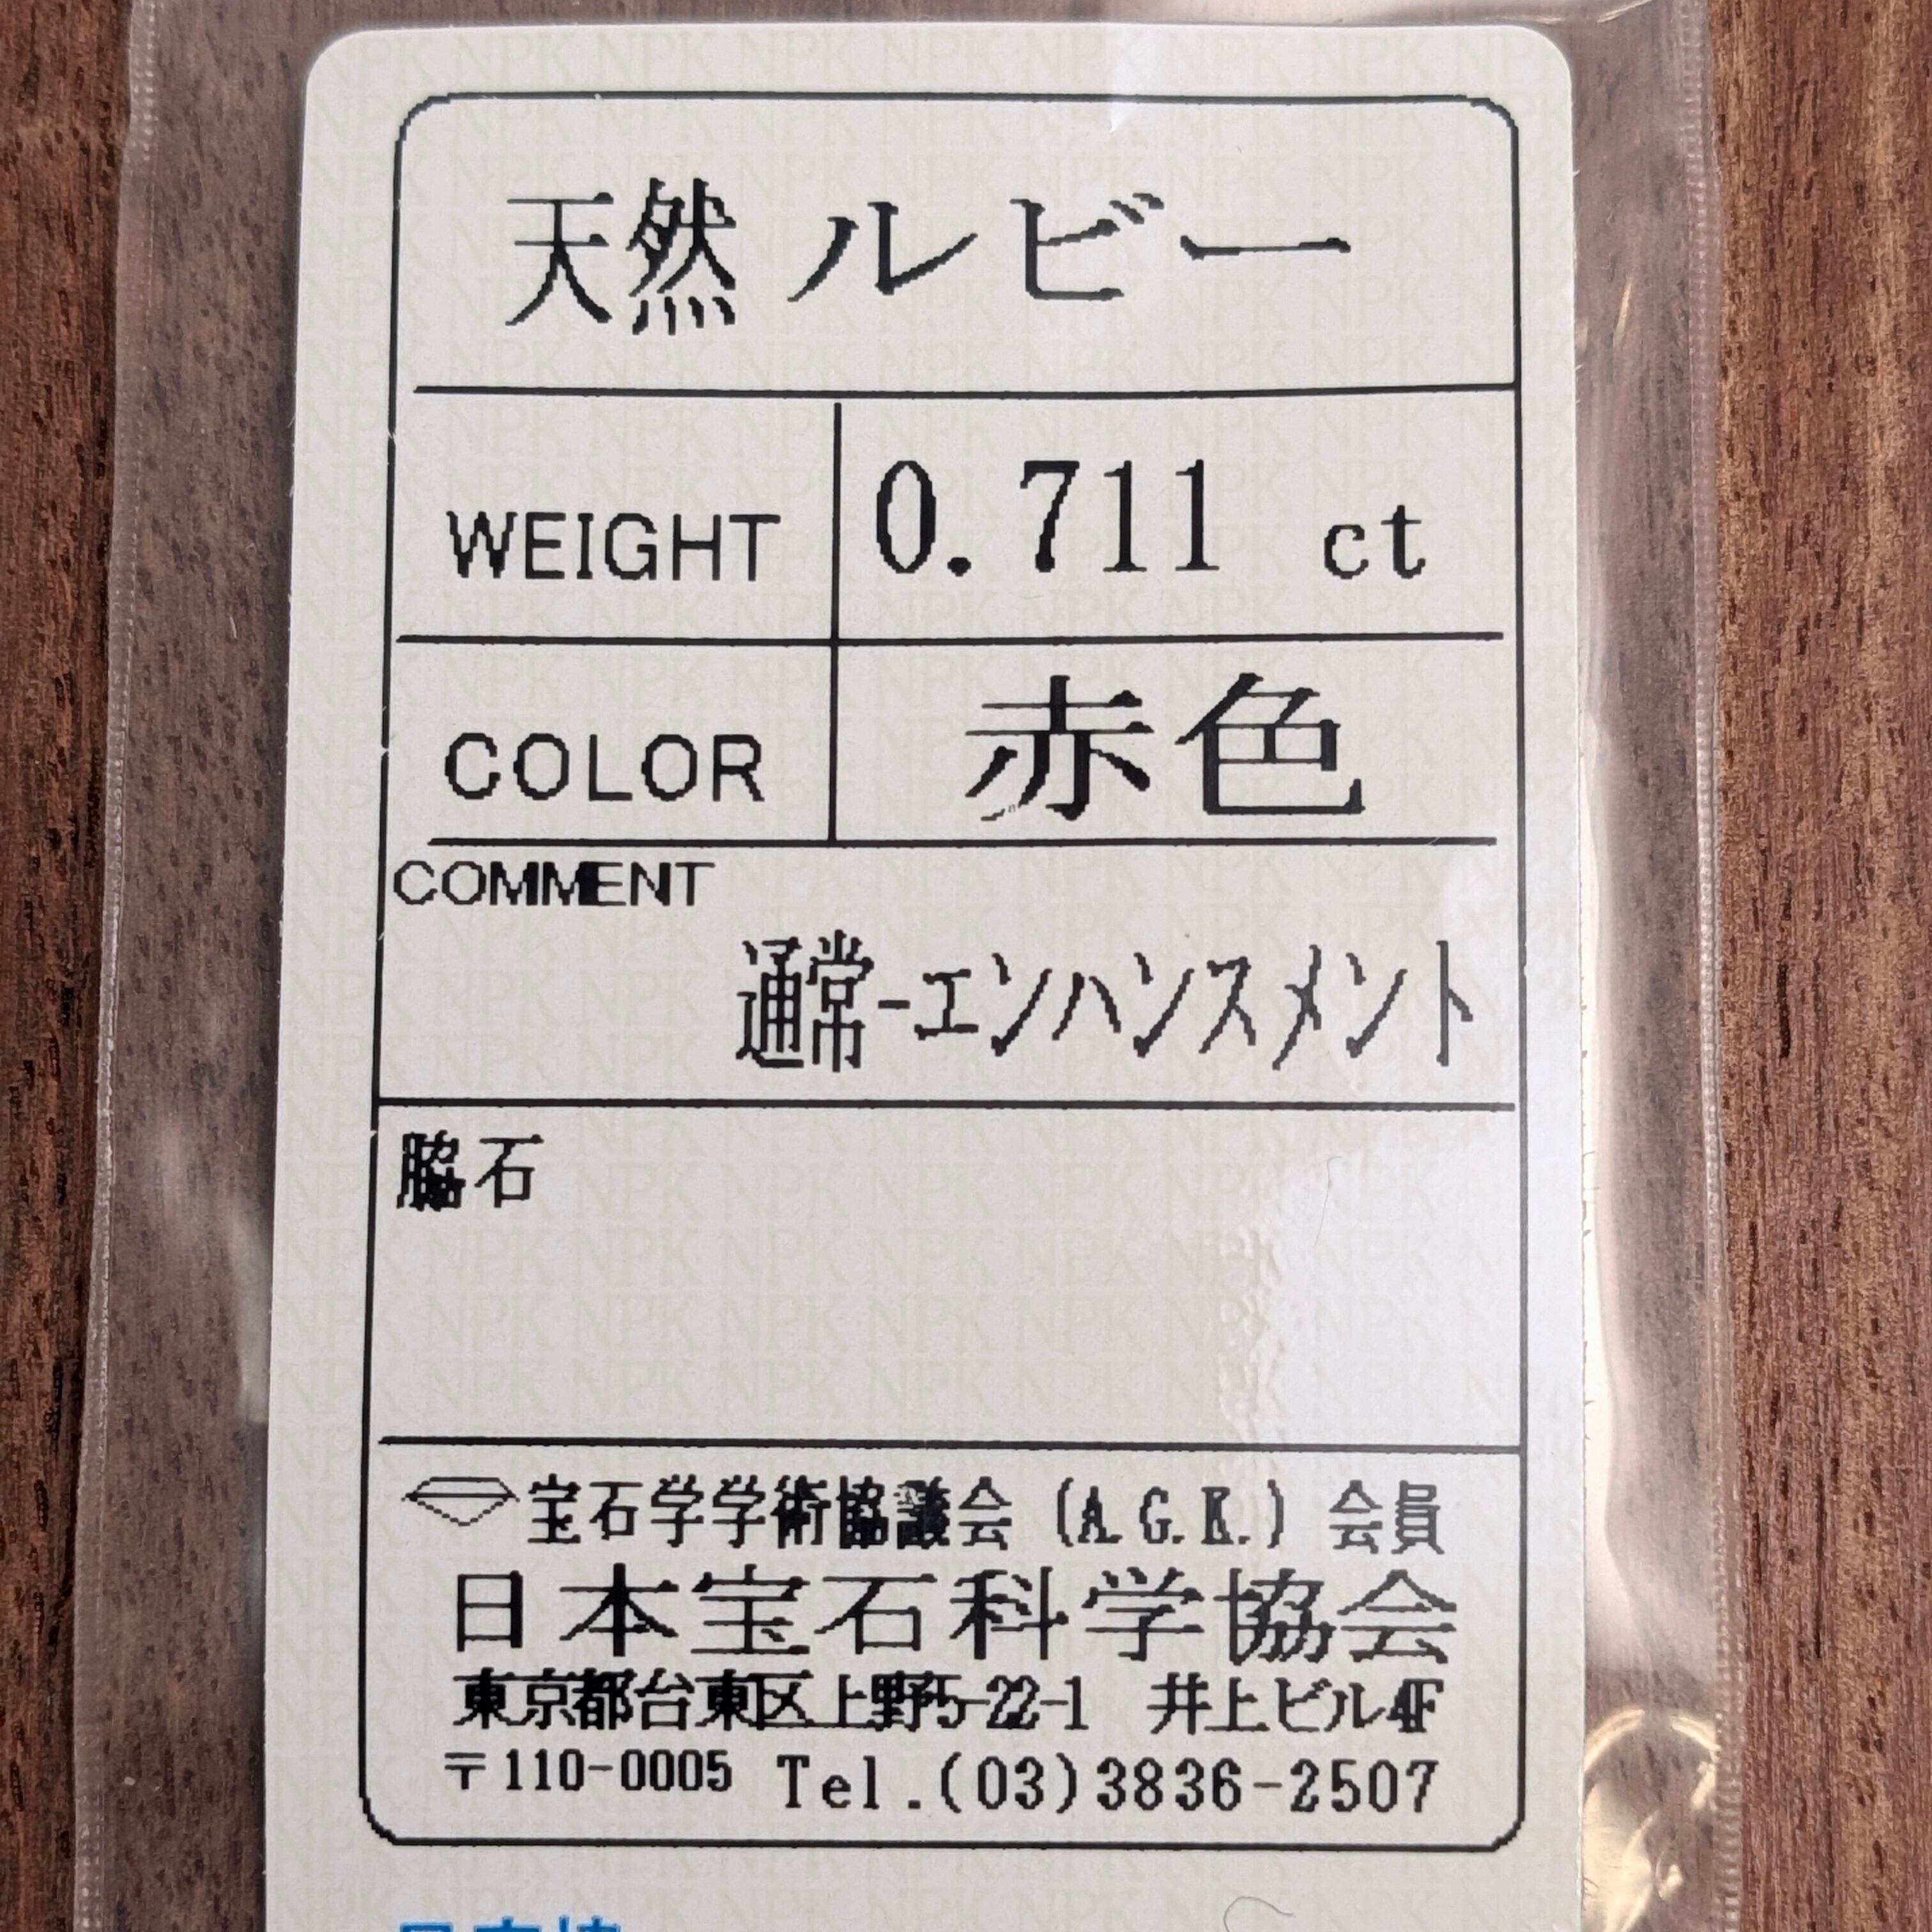 天然 ルビー
WEIGHT 0.711 ct
COLOR 赤色
COMMENT
通常-エンハンスメント
脇石
宝石学学術協議会 (A.G.K.) 会員
日本宝石科学協会
東京都台東区上野5-22-1 井上ビル4F
〒110-0005 Tel.(03)3836-2507